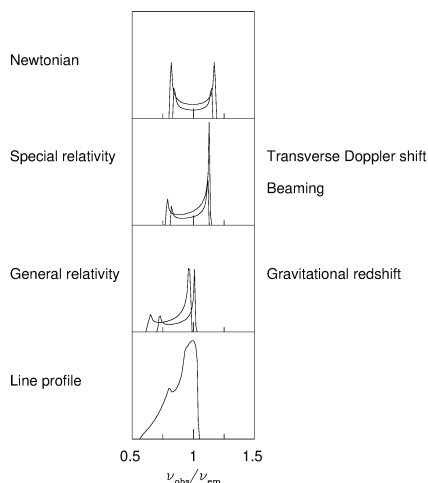 Newtonian
Special relativity
Transverse Doppler shift
Beaming
General relativity
Gravitational redshift
Line profile
0.5 1 1.5
ν_obs/ν_em